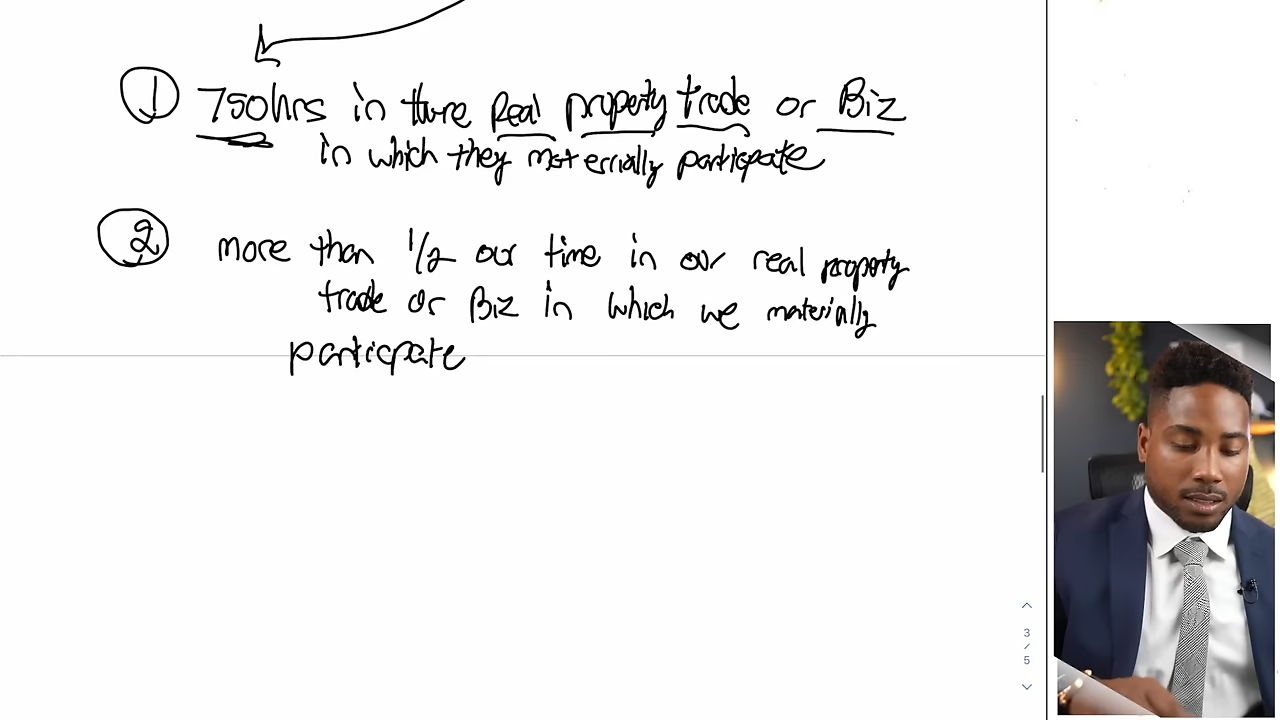 ① 750hrs in there Real property trade or Biz
in which they materially participate
② more than 1/2 our time in our real property
trade or Biz in which we materially
participate
3
/
5